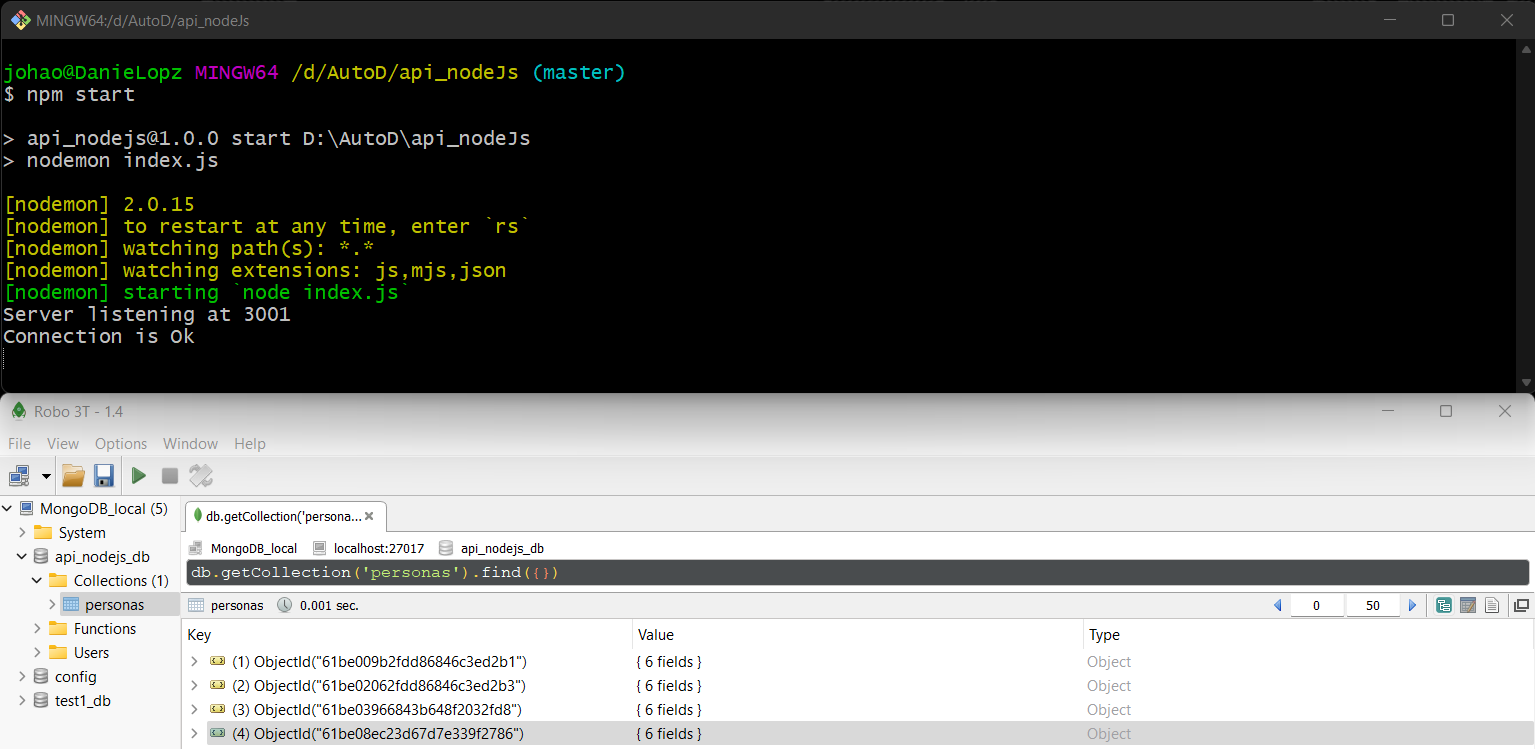 MINGW64:/d/AutoD/api_nodeJs
johao@DanieLopz MINGW64 /d/AutoD/api_nodeJs (master)
$ npm start
> api_nodejs@1.0.0 start D:\AutoD\api_nodeJs
> nodemon index.js
[nodemon] 2.0.15
[nodemon] to restart at any time, enter `rs`
[nodemon] watching path(s): *.*
[nodemon] watching extensions: js,mjs,json
[nodemon] starting `node index.js`
Server listening at 3001
Connection is Ok
Robo 3T - 1.4
File View Options Window Help
MongoDB_local (5)
System
api_nodejs_db
Collections (1)
personas
Functions
Users
config
test1_db
db.getCollection('persona...
MongoDB_local localhost:27017 api_nodejs_db
db.getCollection('personas').find({})
personas 0.001 sec. 0 50
Key Value Type
(1) ObjectId("61be009b2fdd86846c3ed2b1") { 6 fields } Object
(2) ObjectId("61be02062fdd86846c3ed2b3") { 6 fields } Object
(3) ObjectId("61be03966843b648f2032fd8") { 6 fields } Object
(4) ObjectId("61be08ec23d67d7e339f2786") { 6 fields } Object